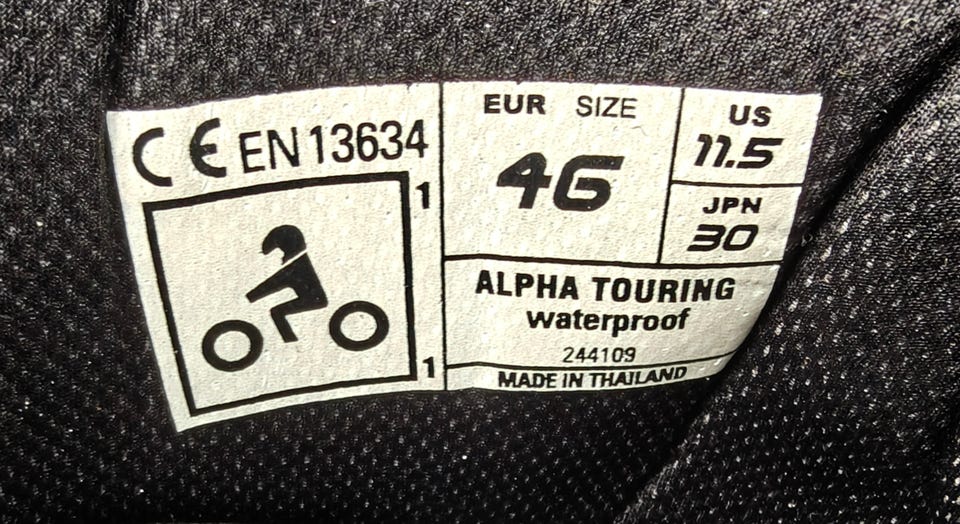 CE EN 13634
1
1
EUR SIZE
46
US
11.5
JPN
30
ALPHA TOURING
waterproof
244109
MADE IN THAILAND